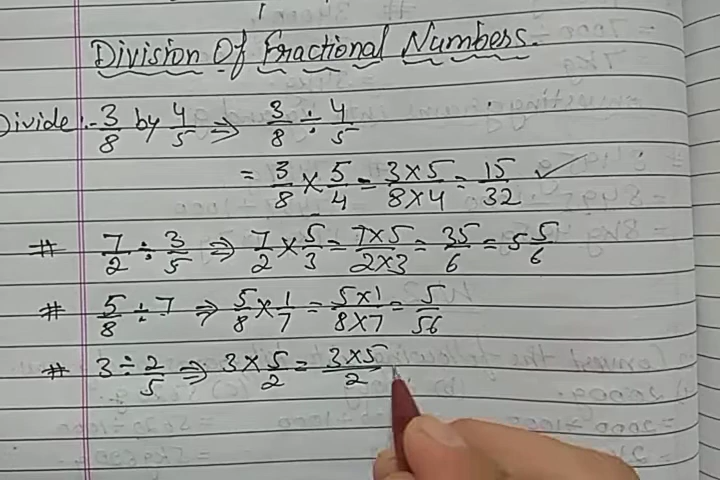 Division Of Fractional Numbers.
Divide:- 3/8 by 4/5 ⇒ 3/8 ÷ 4/5
= 3/8 × 5/4 = 3×5/8×4 = 15/32 ✓
# 7/2 ÷ 3/5 ⇒ 7/2 × 5/3 = 7×5/2×3 = 35/6 = 5 5/6
# 5/8 ÷ 7 ⇒ 5/8 × 1/7 = 5×1/8×7 = 5/56
# 3 ÷ 2/5 ⇒ 3 × 5/2 = 3×5/2